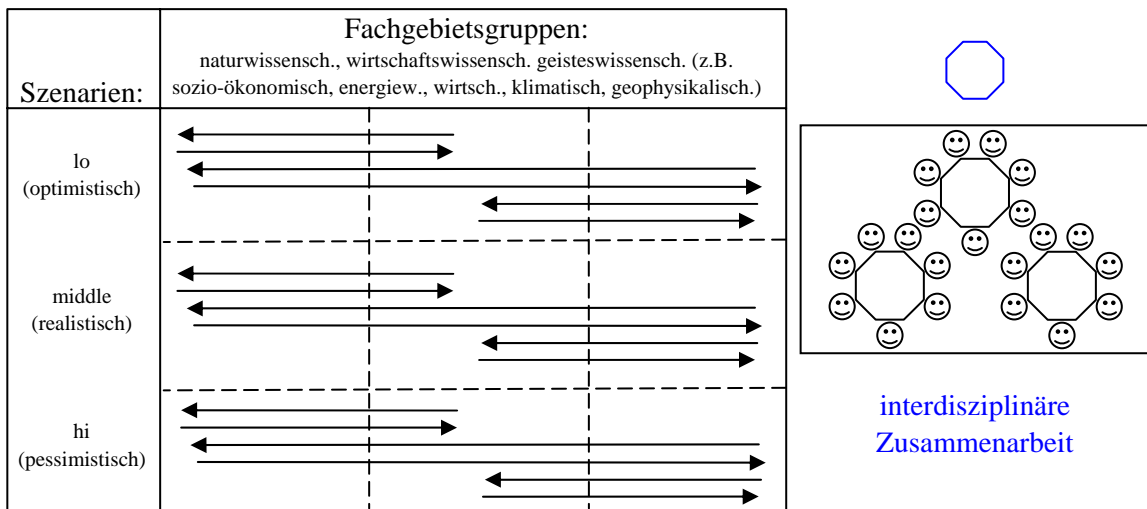 Fachgebietsgruppen:
naturwissensch., wirtschaftswissensch. geisteswissensch. (z.B.
sozio-ökonomisch, energiew., wirtsch., klimatisch, geophysikalisch.)
Szenarien:
lo
(optimistisch)
middle
(realistisch)
hi
(pessimistisch)
interdisziplinäre
Zusammenarbeit